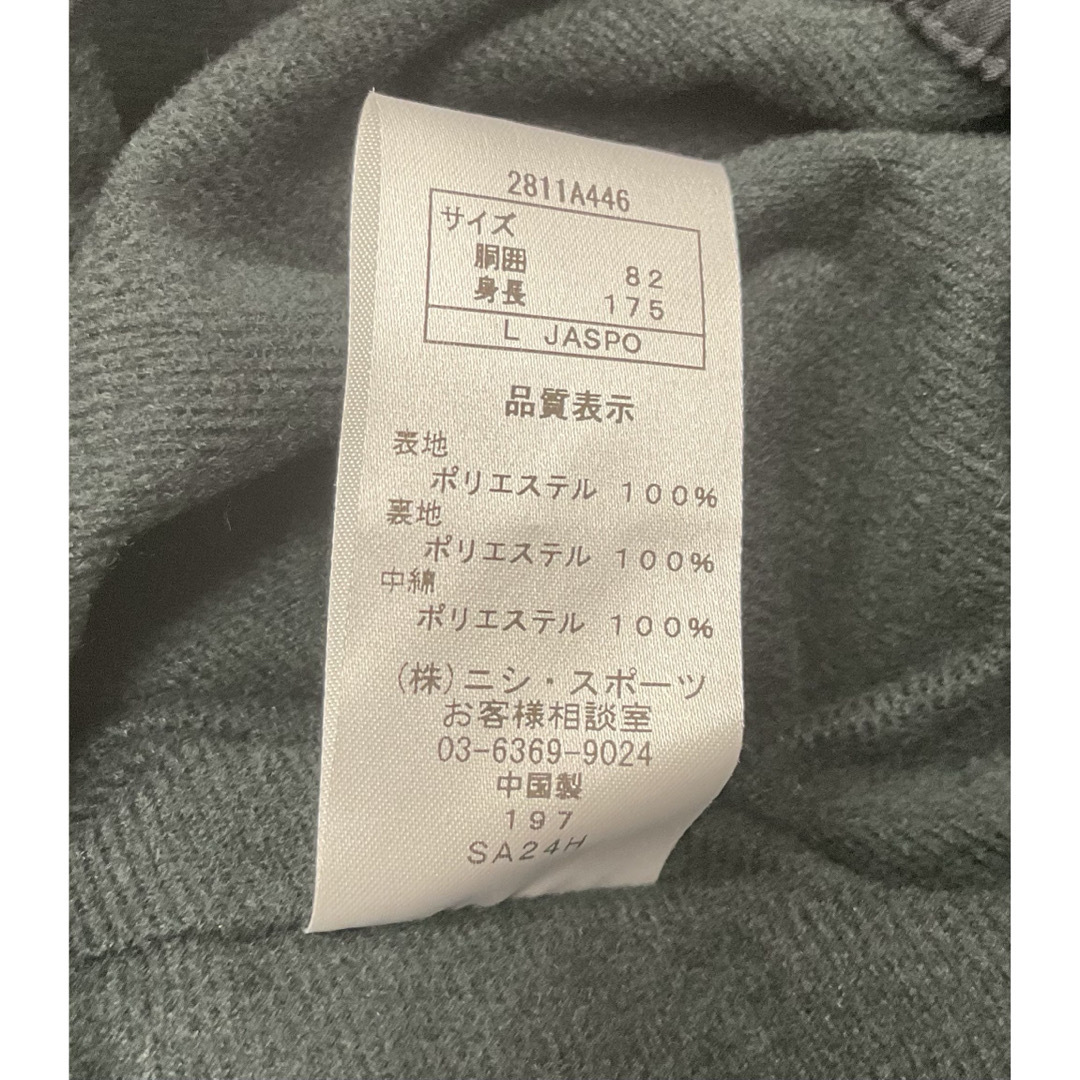 2811A446
サイズ
胴囲 82
身長 175
L JASPO
品質表示
表地
ポリエステル 100%
裏地
ポリエステル 100%
中綿
ポリエステル 100%
(株)ニシ・スポーツ
お客様相談室
03-6369-9024
中国製
197
SA24H